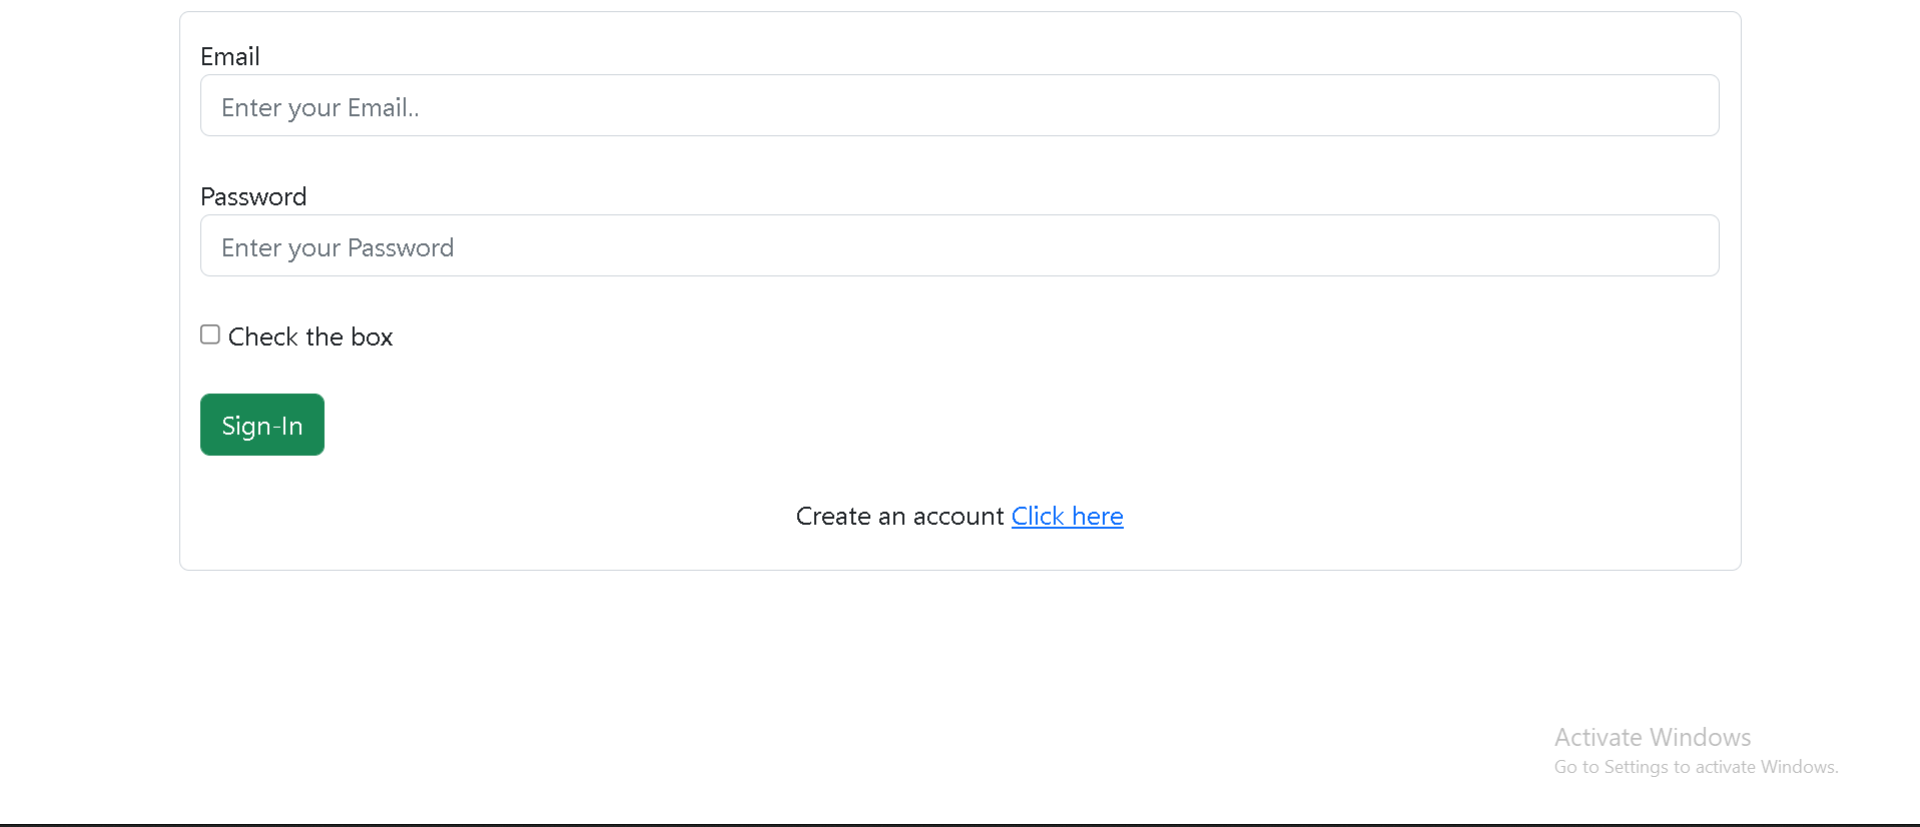 Email
Enter your Email..
Password
Enter your Password
Check the box
Sign-In
Create an account Click here
Activate Windows
Go to Settings to activate Windows.